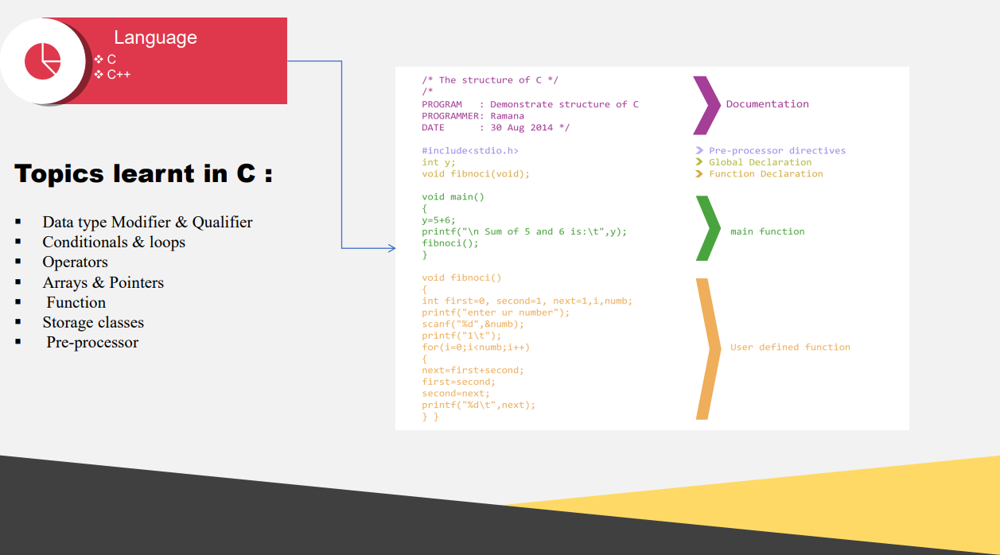 Language
❖ C
❖ C++
Topics learnt in C :
▪ Data type Modifier & Qualifier
▪ Conditionals & loops
▪ Operators
▪ Arrays & Pointers
▪ Function
▪ Storage classes
▪ Pre-processor
/* The structure of C */
/*
PROGRAM   : Demonstrate structure of C
PROGRAMMER: Ramana
DATE      : 30 Aug 2014 */
Documentation
#include<stdio.h>
int y;
void fibnoci(void);
Pre-processor directives
Global Declaration
Function Declaration
void main()
{
y=5+6;
printf("\n Sum of 5 and 6 is:\t",y);
fibnoci();
}
main function
void fibnoci()
{
int first=0, second=1, next=1,i,numb;
printf("enter ur number");
scanf("%d",&numb);
printf("1\t");
for(i=0;i<numb;i++)
{
next=first+second;
first=second;
second=next;
printf("%d\t",next);
} }
User defined function